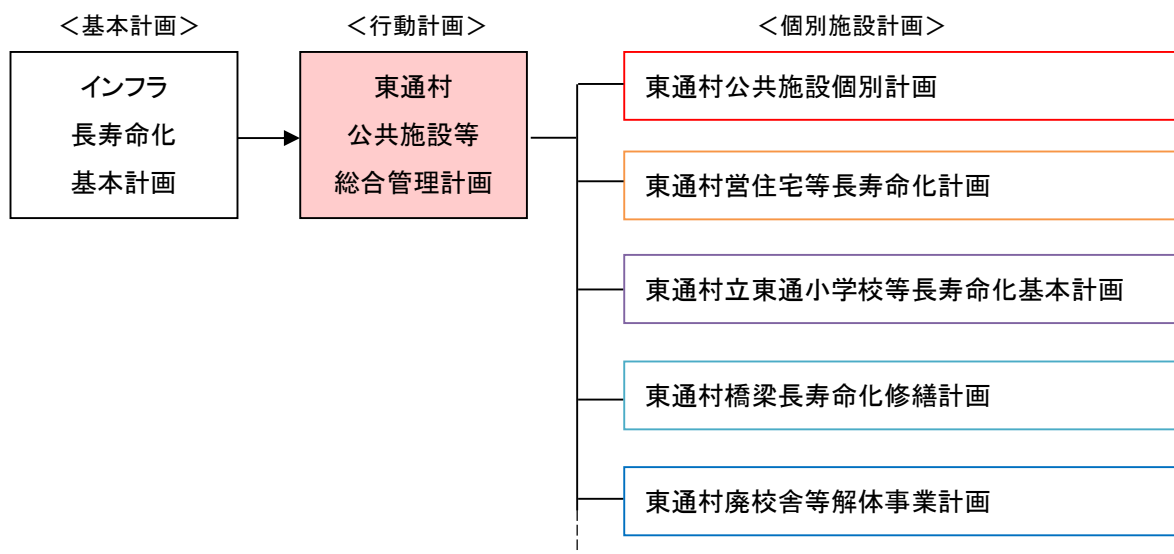 ＜基本計画＞
インフラ
長寿命化
基本計画
＜行動計画＞
東通村
公共施設等
総合管理計画
＜個別施設計画＞
東通村公共施設個別計画
東通村営住宅等長寿命化計画
東通村立東通小学校等長寿命化基本計画
東通村橋梁長寿命化修繕計画
東通村廃校舎等解体事業計画